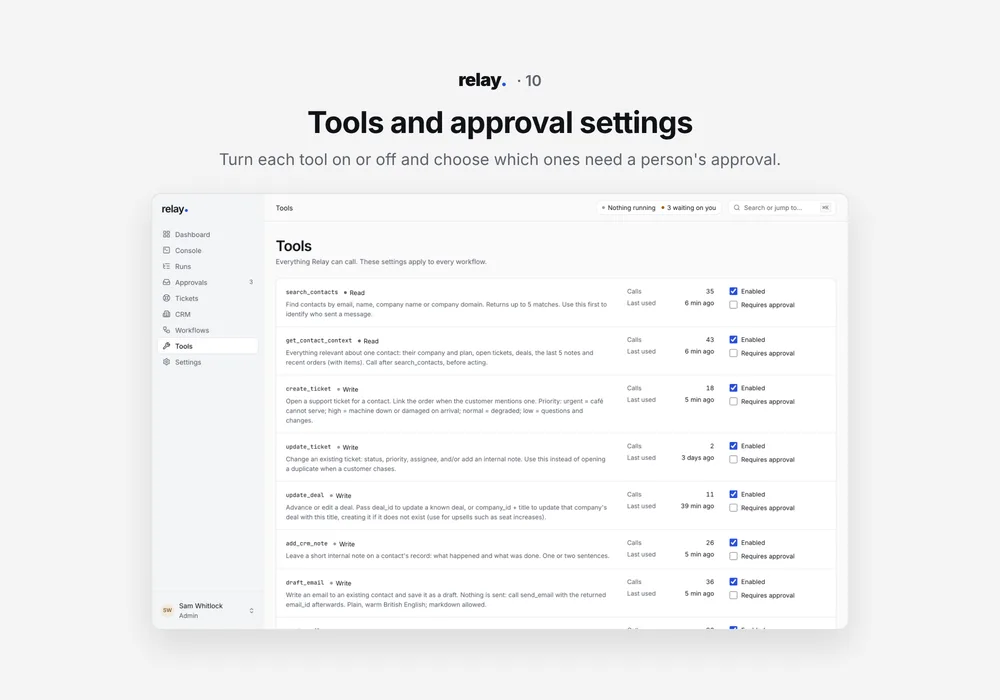 relay. · 10
Tools and approval settings
Turn each tool on or off and choose which ones need a person's approval.
relay.
Dashboard
Console
Runs
Approvals 3
Tickets
CRM
Workflows
Tools
Settings
SW
Sam Whitlock
Admin
Tools
Nothing running
3 waiting on you
Search or jump to...
⌘K
Tools
Everything Relay can call. These settings apply to every workflow.
search_contacts Read
Find contacts by email, name, company name or company domain. Returns up to 5 matches. Use this first to
identify who sent a message.
Calls 35
Last used 6 min ago
Enabled
Requires approval
get_contact_context Read
Everything relevant about one contact: their company and plan, open tickets, deals, the last 5 notes and
recent orders (with items). Call after search_contacts, before acting.
Calls 43
Last used 6 min ago
Enabled
Requires approval
create_ticket Write
Open a support ticket for a contact. Link the order when the customer mentions one. Priority: urgent = café
cannot serve; high = machine down or damaged on arrival; normal = degraded; low = questions and
changes.
Calls 18
Last used 5 min ago
Enabled
Requires approval
update_ticket Write
Change an existing ticket: status, priority, assignee, and/or add an internal note. Use this instead of opening
a duplicate when a customer chases.
Calls 2
Last used 3 days ago
Enabled
Requires approval
update_deal Write
Advance or edit a deal. Pass deal_id to update a known deal, or company_id + title to update that company's
deal with this title, creating it if it does not exist (use for upsells such as seat increases).
Calls 11
Last used 39 min ago
Enabled
Requires approval
add_crm_note Write
Leave a short internal note on a contact's record: what happened and what was done. One or two sentences.
Calls 26
Last used 5 min ago
Enabled
Requires approval
draft_email Write
Write an email to an existing contact and save it as a draft. Nothing is sent: call send_email with the returned
email_id afterwards. Plain, warm British English; markdown allowed.
Calls 36
Last used 5 min ago
Enabled
Requires approval